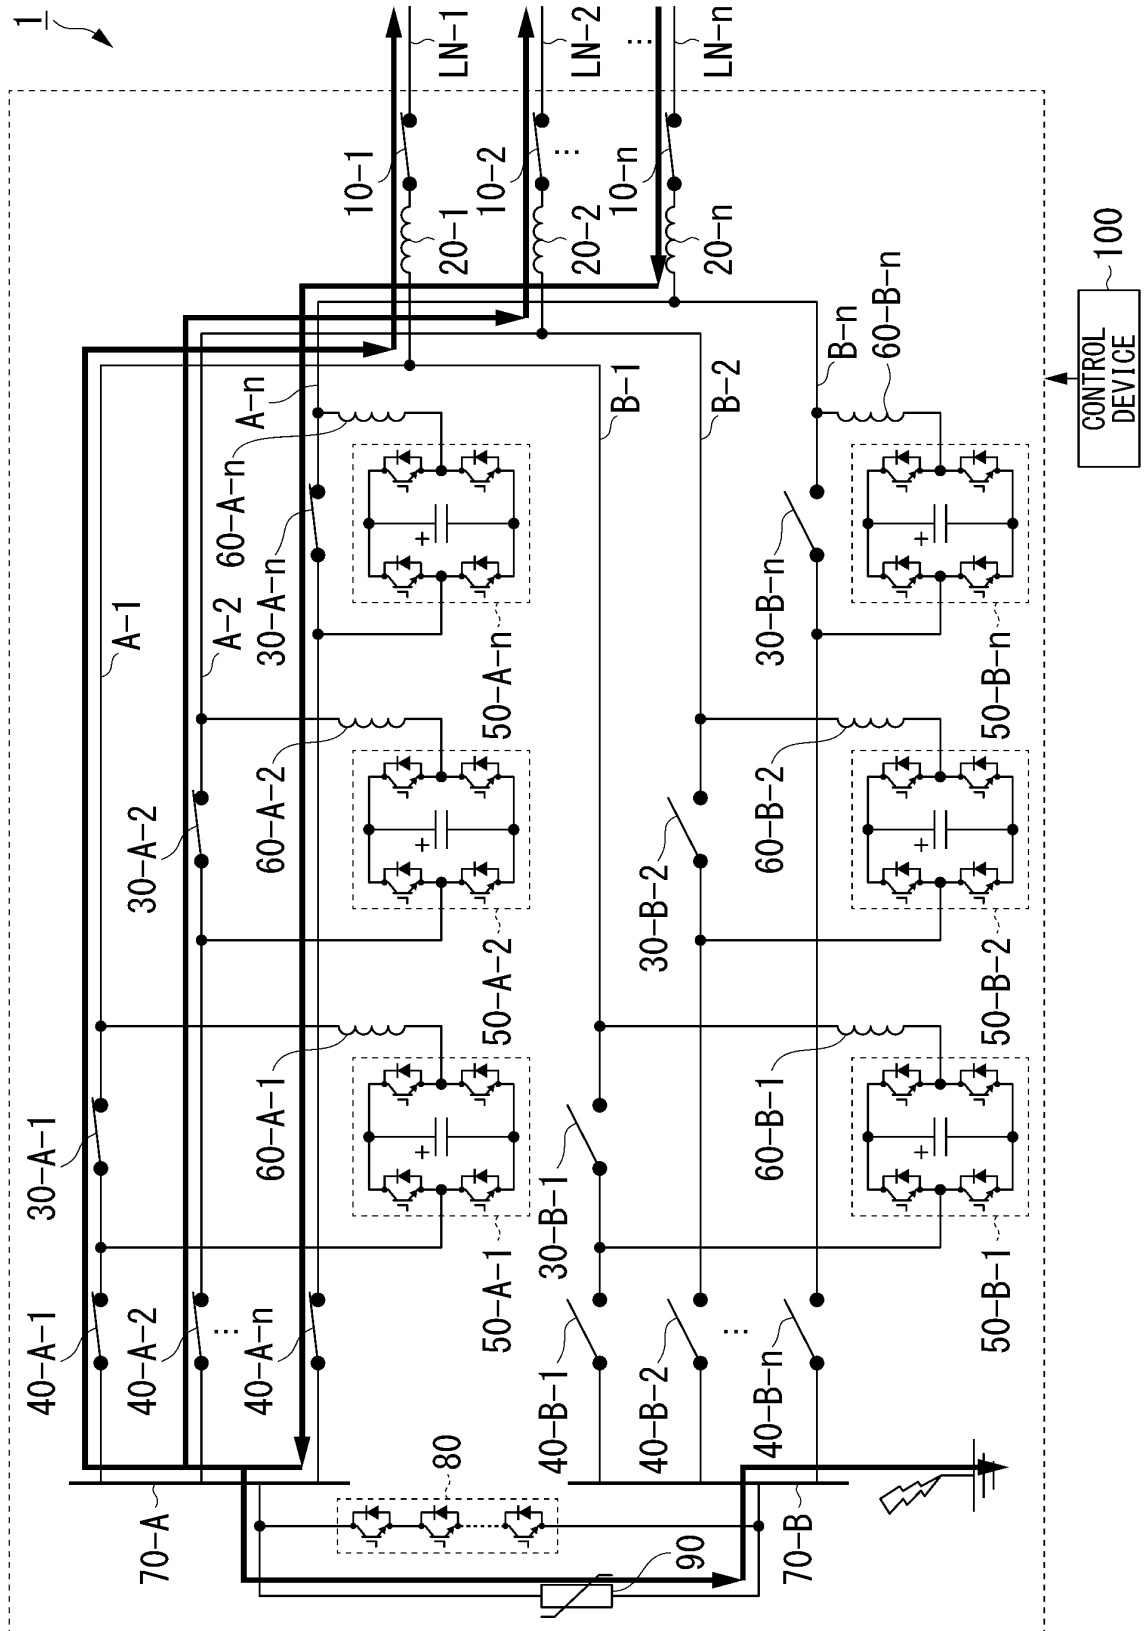 1
LN-1
LN-2
...
LN-n
10-1
10-2
...
10-n
20-1
20-2
20-n
100
CONTROL
DEVICE
A-n
60-A-n
30-A-n
50-A-n
B-1
B-2
B-n
60-B-n
30-B-n
50-B-n
A-1
A-2
30-A-2
60-A-2
50-A-2
30-B-2
60-B-2
50-B-2
30-A-1
60-A-1
50-A-1
30-B-1
60-B-1
50-B-1
40-A-1
40-A-2
...
40-A-n
40-B-1
40-B-2
...
40-B-n
+
+
+
+
+
+
70-A
80
90
70-B